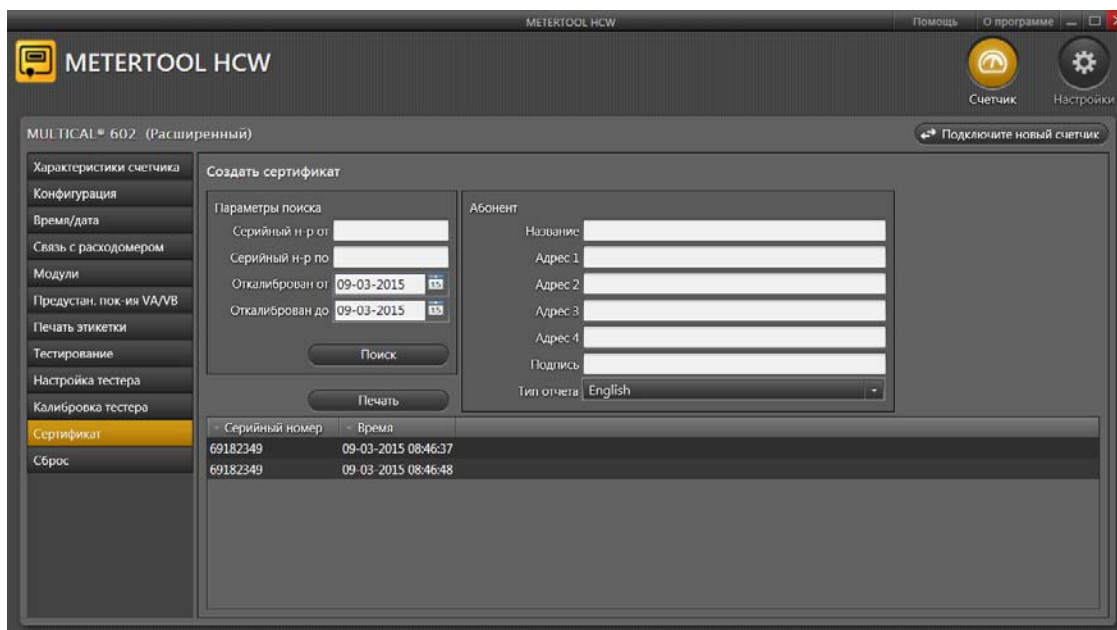 METERTOOL HCW
Помощь
О программе
METERTOOL HCW
Счетчик
Настройки
MULTICAL® 602 (Расширенный)
Подключите новый счетчик
Характеристики счетчика
Конфигурация
Время/дата
Связь с расходомером
Модули
Предустан. пок-ия VA/VB
Печать этикетки
Тестирование
Настройка тестера
Калибровка тестера
Сертификат
Сброс
Создать сертификат
Параметры поиска
Серийный н-р от
Серийный н-р по
Откалиброван от 09-03-2015 15
Откалиброван до 09-03-2015 15
Поиск
Печать
Абонент
Название
Адрес 1
Адрес 2
Адрес 3
Адрес 4
Подпись
Тип отчета English
Серийный номер Время
69182349 09-03-2015 08:46:37
69182349 09-03-2015 08:46:48